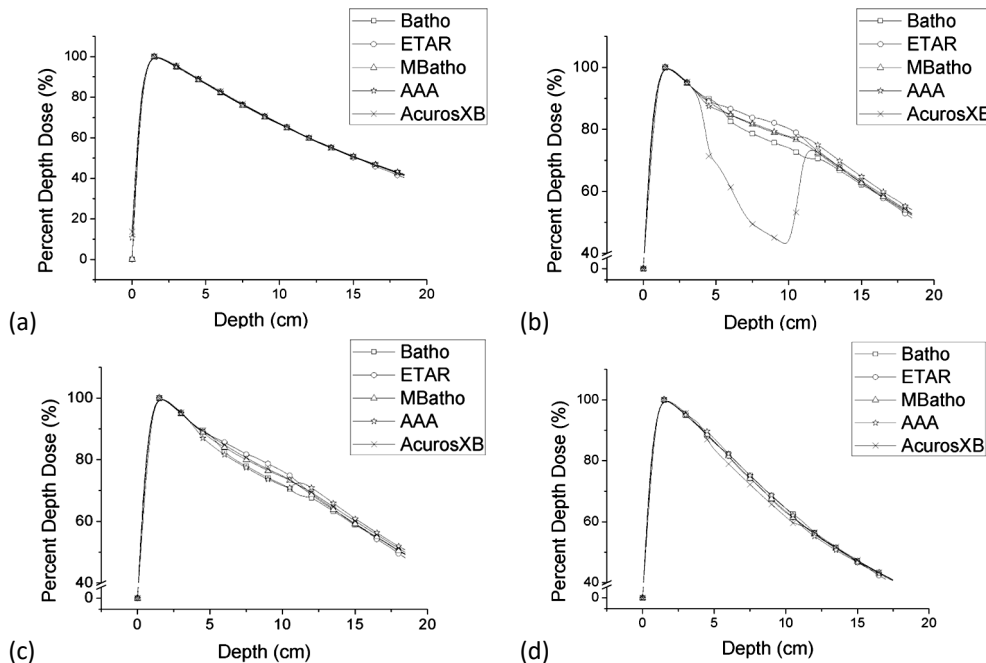 Batho
ETAR
MBatho
AAA
AcurosXB
Percent Depth Dose (%)
100
80
60
40
20
0
0
5
10
15
20
Depth (cm)
(a)
Batho
ETAR
MBatho
AAA
AcurosXB
Percent Depth Dose (%)
100
80
60
40
0
0
5
10
15
20
Depth (cm)
(b)
Batho
ETAR
MBatho
AAA
AcurosXB
Percent Depth Dose (%)
100
80
60
40
0
0
5
10
15
20
Depth (cm)
(c)
Batho
ETAR
MBatho
AAA
AcurosXB
Percent Depth Dose (%)
100
80
60
40
0
0
5
10
15
20
Depth (cm)
(d)